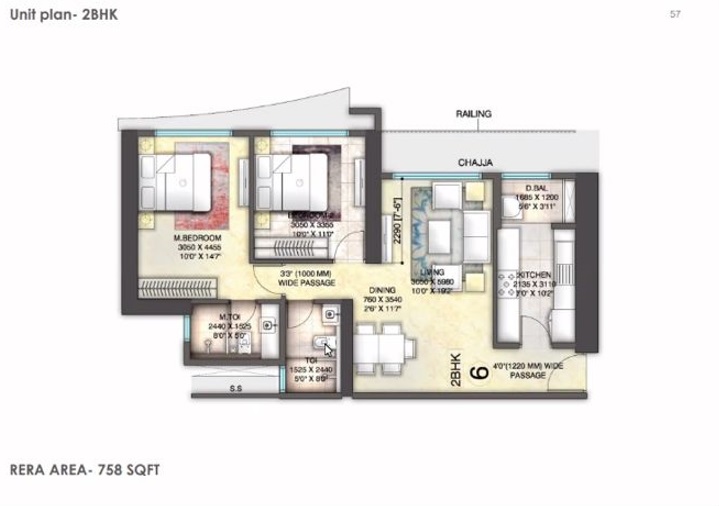 Unit plan- 2BHK
57
RAILING
CHAJJA
D.BAL
1685 X 1200
5'6" X 3'11"
BEDROOM-2
3050 X 3355
10'0" X 11'0"
2290 [7'-6"]
M.BEDROOM
3050 X 4455
10'0" X 14'7"
3'3' (1000 MM)
WIDE PASSAGE
LIVING
3050 X 5980
10'0" X 19'2"
KITCHEN
2135 X 3110
7'0" X 10'2"
DINING
760 X 3540
2'6" X 11'7"
M.TOI
2440 X 1525
8'0" X 5'0"
TOI
1525 X 2440
5'0" X 8'0"
2BHK
6
4'0"(1220 MM) WIDE
PASSAGE
S.S
RERA AREA- 758 SQFT